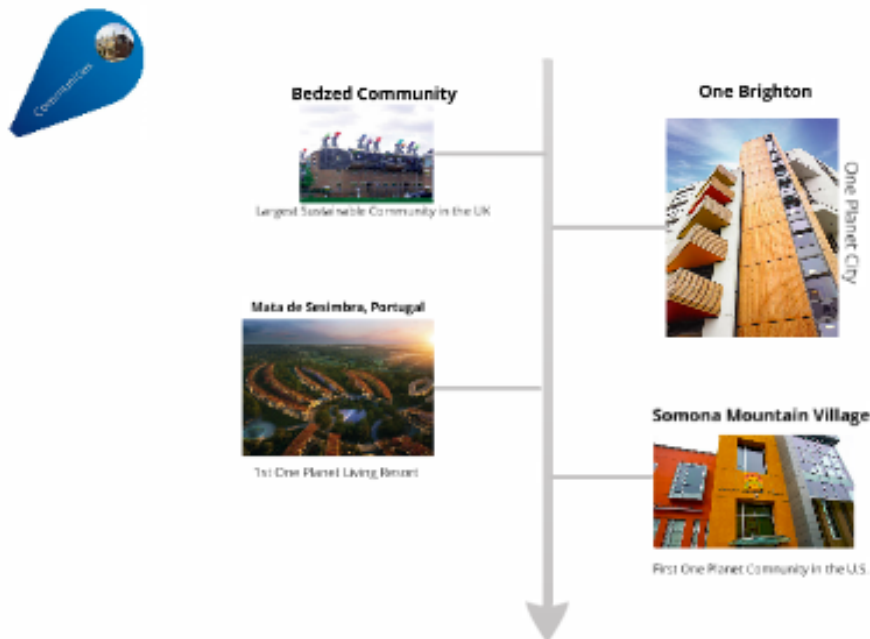 Communities
Bedzed Community
Largest Sustainable Community in the UK
One Brighton
One Planet City
Mata de Sesimbra, Portugal
1st One Planet Living Resort
Somona Mountain Village
First One Planet Community in the U.S.